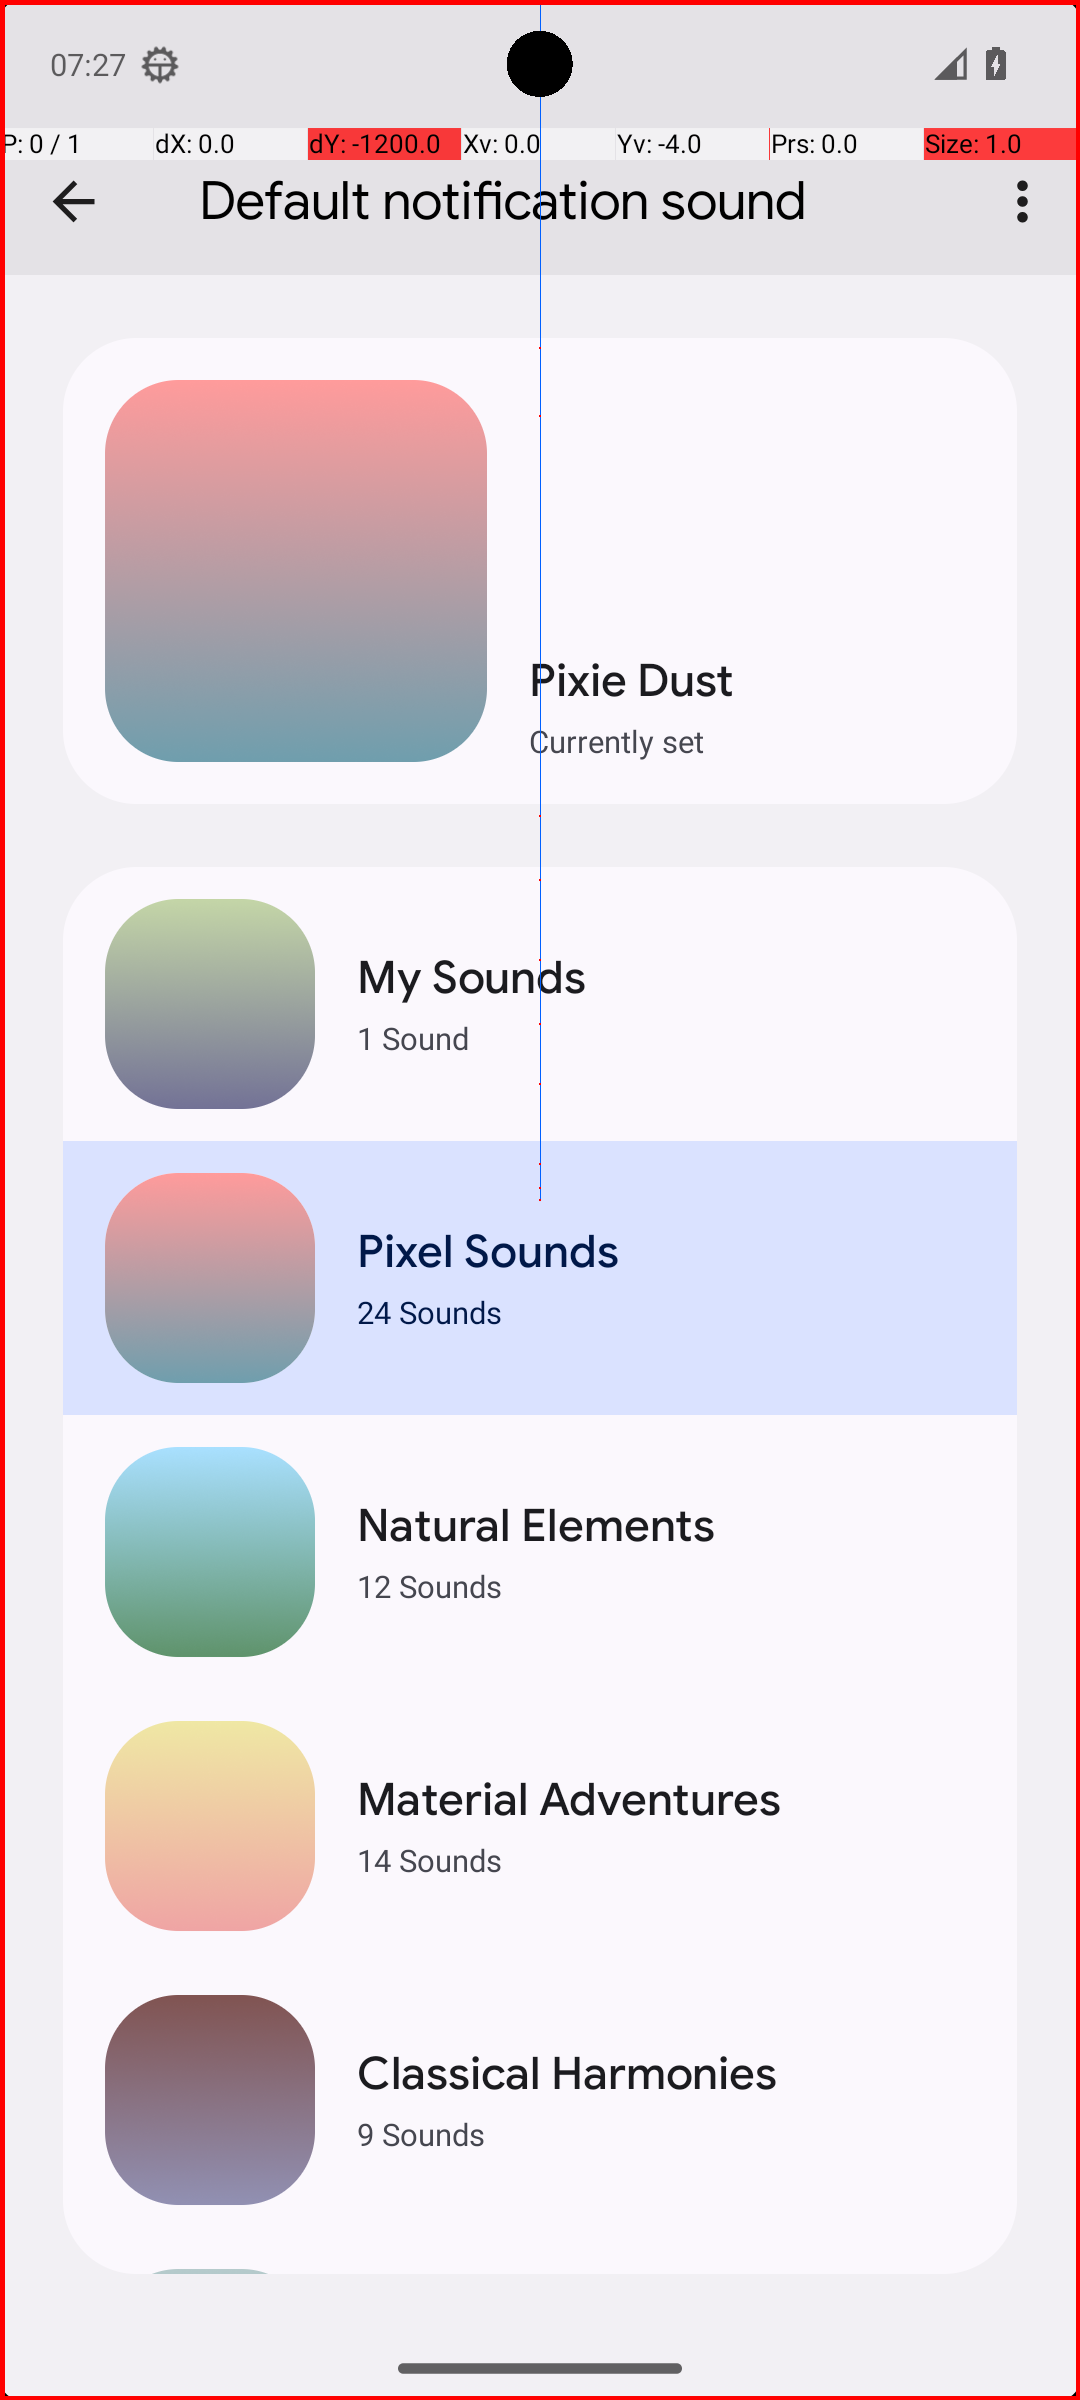 07:27
P: 0 / 1 dX: 0.0 dY: -1200.0 Xv: 0.0 Yv: -4.0 Prs: 0.0 Size: 1.0
Default notification sound
Pixie Dust
Currently set
My Sounds
1 Sound
Pixel Sounds
24 Sounds
Natural Elements
12 Sounds
Material Adventures
14 Sounds
Classical Harmonies
9 Sounds